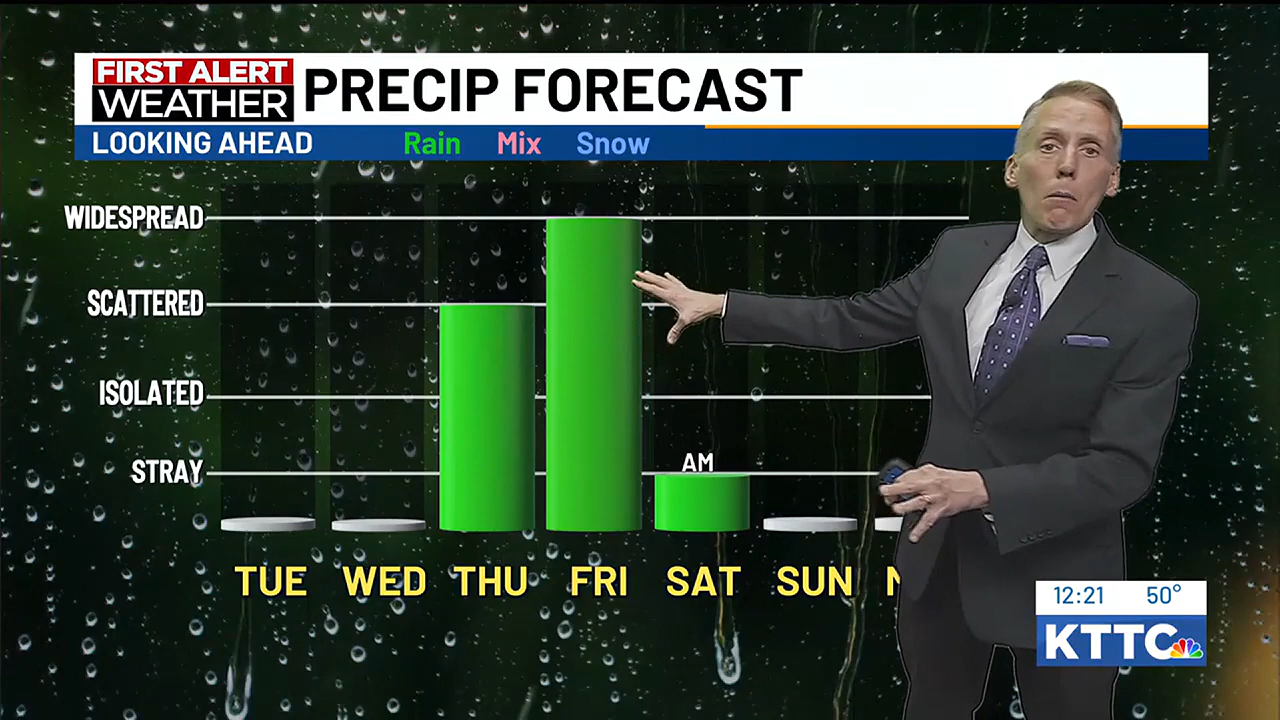 FIRST ALERT
WEATHER
PRECIP FORECAST
LOOKING AHEAD Rain Mix Snow
WIDESPREAD
SCATTERED
ISOLATED
STRAY
AM
TUE WED THU FRI SAT SUN
12:21 50°
KTTC